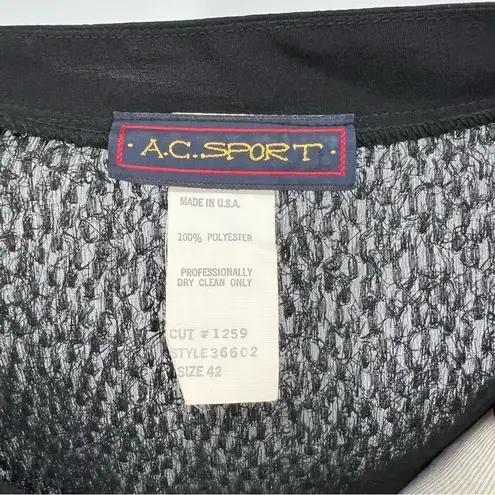 · A.C.SPORT ·
MADE IN U.S.A.
100% POLYESTER
PROFESSIONALLY
DRY CLEAN ONLY
CUT # 1259
STYLE 36602
SIZE 42